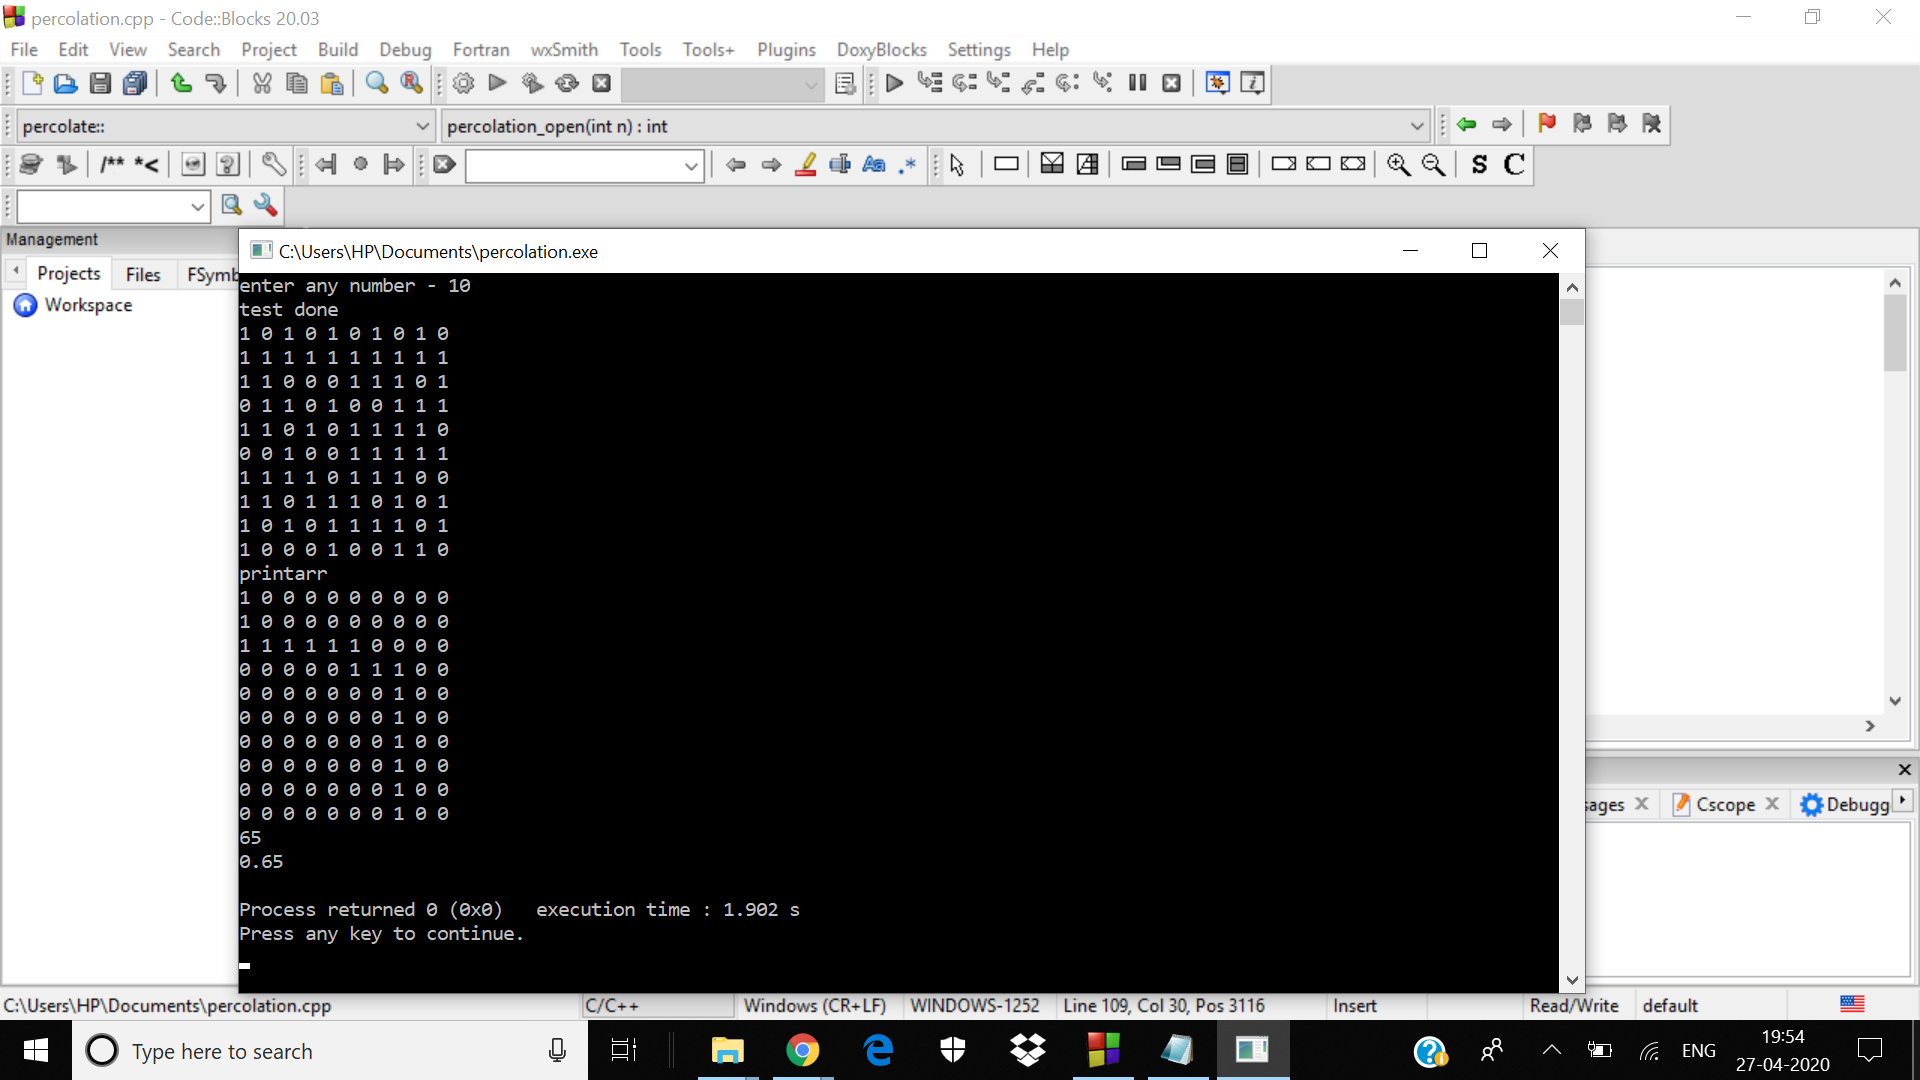 percolation.cpp - Code::Blocks 20.03
File Edit View Search Project Build Debug Fortran wxSmith Tools Tools+ Plugins DoxyBlocks Settings Help
percolate:: percolation_open(int n) : int
/** *< Aa .* S C
Management
Projects Files FSymb
Workspace
C:\Users\HP\Documents\percolation.exe
enter any number - 10
test done
1 0 1 0 1 0 1 0 1 0
1 1 1 1 1 1 1 1 1 1
1 1 0 0 0 1 1 1 0 1
0 1 1 0 1 0 0 1 1 1
1 1 0 1 0 1 1 1 1 0
0 0 1 0 0 1 1 1 1 1
1 1 1 1 0 1 1 1 0 0
1 1 0 1 1 1 0 1 0 1
1 0 1 0 1 1 1 1 0 1
1 0 0 0 1 0 0 1 1 0
printarr
1 0 0 0 0 0 0 0 0 0
1 0 0 0 0 0 0 0 0 0
1 1 1 1 1 1 0 0 0 0
0 0 0 0 0 1 1 1 0 0
0 0 0 0 0 0 0 1 0 0
0 0 0 0 0 0 0 1 0 0
0 0 0 0 0 0 0 1 0 0
0 0 0 0 0 0 0 1 0 0
0 0 0 0 0 0 0 1 0 0
0 0 0 0 0 0 0 1 0 0
65
0.65
Process returned 0 (0x0) execution time : 1.902 s
Press any key to continue.
sages Cscope Debugg
C:\Users\HP\Documents\percolation.cpp C/C++ Windows (CR+LF) WINDOWS-1252 Line 109, Col 30, Pos 3116 Insert Read/Write default
Type here to search
ENG
19:54
27-04-2020